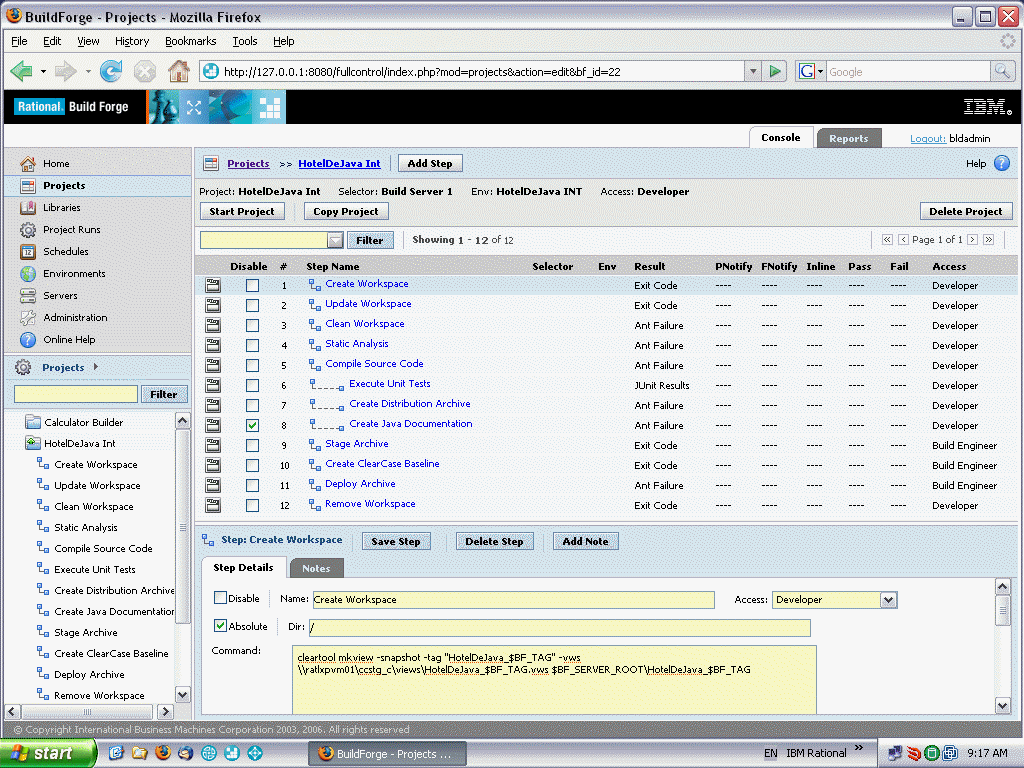 BuildForge - Projects - Mozilla Firefox
File Edit View History Bookmarks Tools Help
http://127.0.0.1:8080/fullcontrol/index.php?mod=projects&action=edit&bf_id=22
G Google
Rational. Build Forge
IBM.
Console Reports Logout: bldadmin
Home
Projects
Libraries
Project Runs
Schedules
Environments
Servers
Administration
Online Help
Projects
Filter
Calculator Builder
HotelDeJava Int
Create Workspace
Update Workspace
Clean Workspace
Static Analysis
Compile Source Code
Execute Unit Tests
Create Distribution Archive
Create Java Documentation
Stage Archive
Create ClearCase Baseline
Deploy Archive
Remove Workspace
Projects >> HotelDeJava Int Add Step Help ?
Project: HotelDeJava Int Selector: Build Server 1 Env: HotelDeJava INT Access: Developer
Start Project Copy Project Delete Project
Filter Showing 1 - 12 of 12 Page 1 of 1
Disable # Step Name Selector Env Result PNotify FNotify Inline Pass Fail Access
1 Create Workspace Exit Code ---- ---- ---- ---- ---- Developer
2 Update Workspace Exit Code ---- ---- ---- ---- ---- Developer
3 Clean Workspace Ant Failure ---- ---- ---- ---- ---- Developer
4 Static Analysis Ant Failure ---- ---- ---- ---- ---- Developer
5 Compile Source Code Ant Failure ---- ---- ---- ---- ---- Developer
6 Execute Unit Tests JUnit Results ---- ---- ---- ---- ---- Developer
7 Create Distribution Archive Ant Failure ---- ---- ---- ---- ---- Developer
8 Create Java Documentation Ant Failure ---- ---- ---- ---- ---- Developer
9 Stage Archive Exit Code ---- ---- ---- ---- ---- Build Engineer
10 Create ClearCase Baseline Exit Code ---- ---- ---- ---- ---- Build Engineer
11 Deploy Archive Ant Failure ---- ---- ---- ---- ---- Build Engineer
12 Remove Workspace Exit Code ---- ---- ---- ---- ---- Developer
Step: Create Workspace Save Step Delete Step Add Note
Step Details Notes
Disable Name: Create Workspace Access: Developer
Absolute Dir: /
Command: cleartool mkview -snapshot -tag "HotelDeJava_$BF_TAG" -vws
\\ratlxpvm01\ccstg_c\views\HotelDeJava_$BF_TAG.vws $BF_SERVER_ROOT\HotelDeJava_$BF_TAG
© Copyright International Business Machines Corporation 2003, 2006. All rights reserved
start BuildForge - Projects ... EN IBM Rational » 9:17 AM